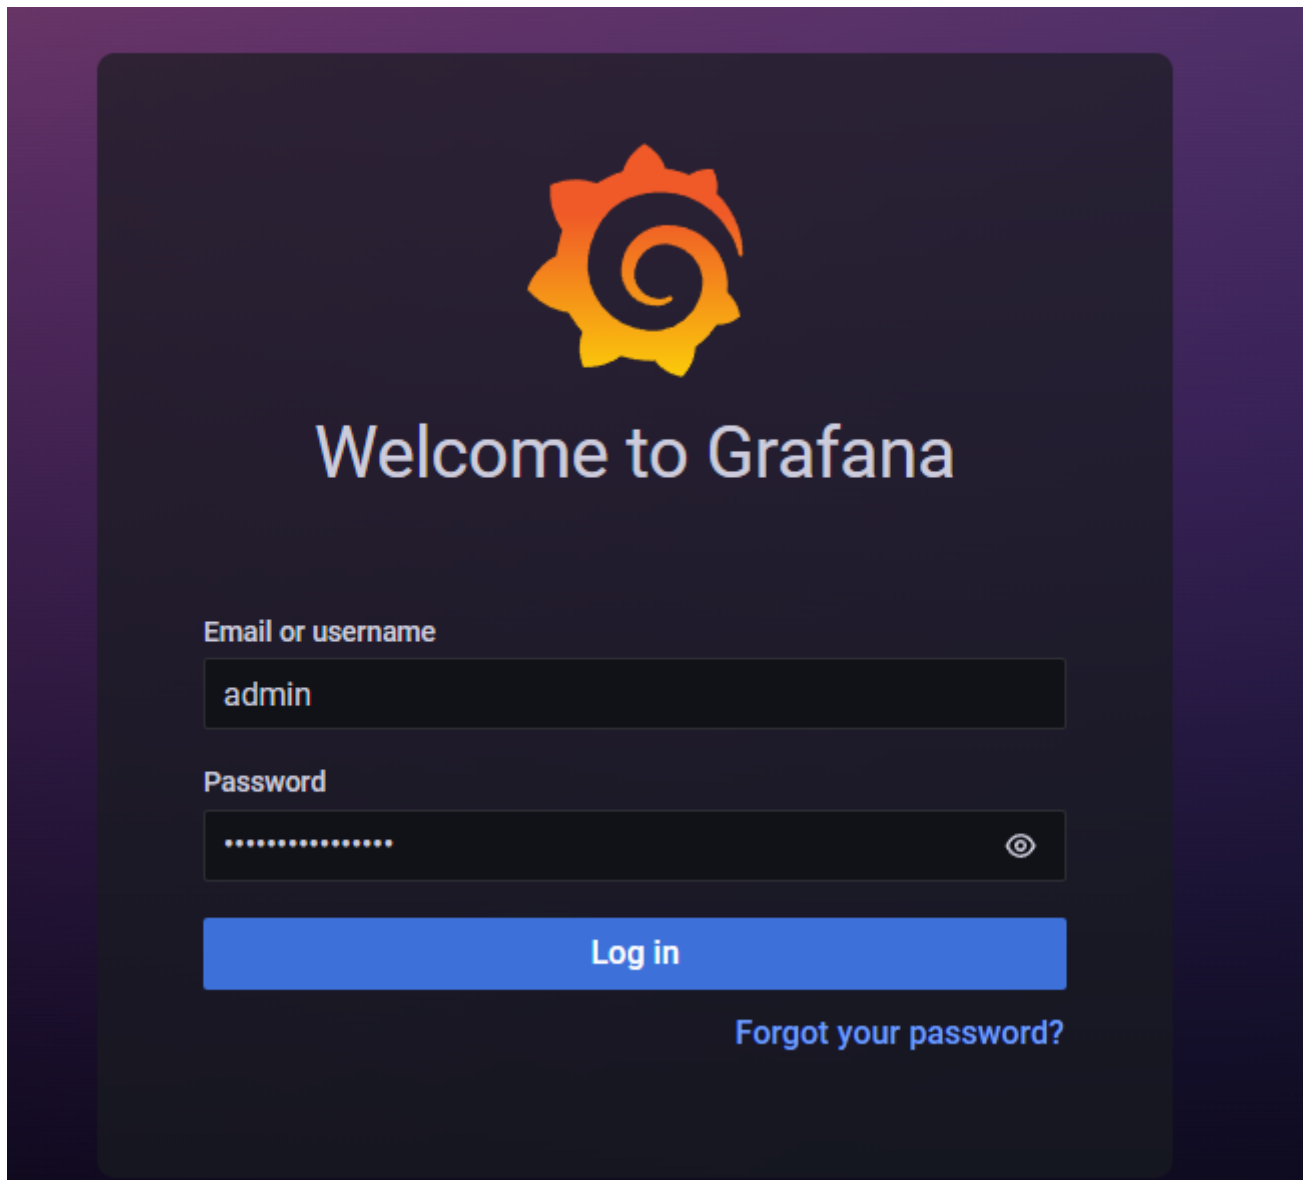 Welcome to Grafana
Email or username
admin
Password
••••••••••••••••
Log in
Forgot your password?